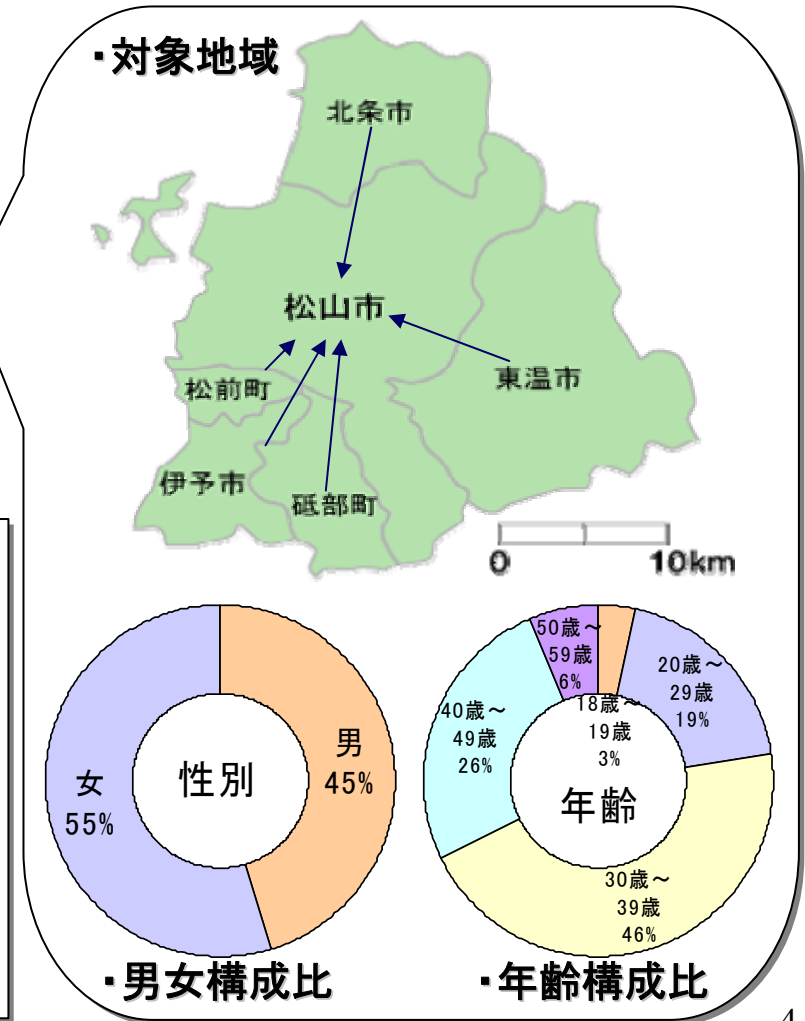 ・対象地域
北条市
松山市
松前町
東温市
伊予市
砥部町
0 10km
50歳～
59歳
6%
18歳～
19歳
3%
20歳～
29歳
19%
40歳～
49歳
26%
年齢
30歳～
39歳
46%
男
45%
性別
女
55%
・男女構成比
・年齢構成比